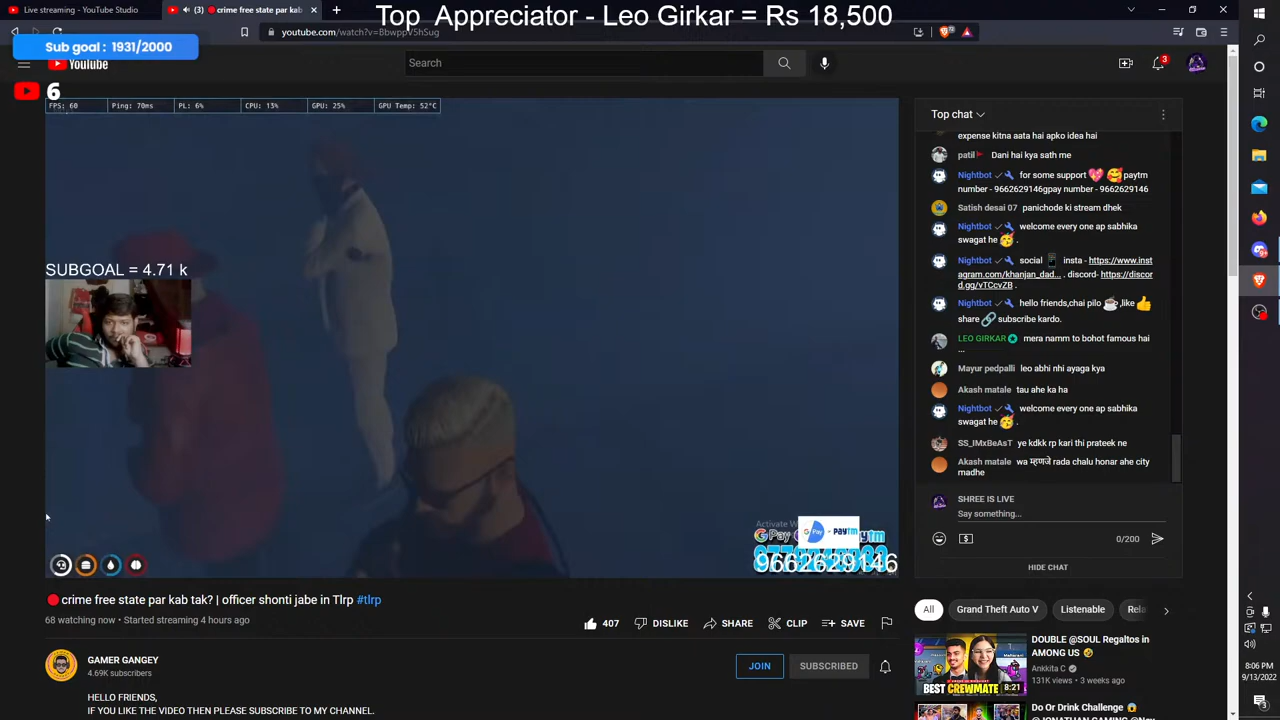 Live streaming - YouTube Studio
(3) 🔴 crime free state par kab
Top Appreciator - Leo Girkar = Rs 18,500
youtube.com/watch?v=BbwppV5hSug
Sub goal : 1931/2000
YouTube
Search
3
6
FPS: 60
Ping: 70ms
PL: 6%
CPU: 13%
GPU: 25%
GPU Temp: 52°C
SUBGOAL = 4.71 k
Activate W
G Pay
G Pay - PAYTM
9662629146
🔴 crime free state par kab tak? | officer shonti jabe in Tlrp #tlrp
68 watching now • Started streaming 4 hours ago
407
DISLIKE
SHARE
CLIP
SAVE
GAMER GANGEY
4.69K subscribers
JOIN
SUBSCRIBED
HELLO FRIENDS,
IF YOU LIKE THE VIDEO THEN PLEASE SUBSCRIBE TO MY CHANNEL.
Top chat
expense kitna aata hai apko idea hai
patil🚩 Dani hai kya sath me
Nightbot for some support 💖 🥰 paytm
number - 9662629146gpay number - 9662629146
Satish desai 07 panichode ki stream dhek
Nightbot welcome every one ap sabhika
swagat he 🥳 .
Nightbot social 📱 insta - https://www.inst
agram.com/khanjan_dad... . discord- https://discor
d.gg/vTCcvZB .
Nightbot hello friends,chai pilo ☕,like👍
share 🔗 subscribe kardo.
LEO GIRKAR mera namm to bohot famous hai
...
Mayur pedpalli leo abhi nhi ayaga kya
Akash matale tau ahe ka ha
Nightbot welcome every one ap sabhika
swagat he 🥳 .
SS_IMxBeAsT ye kdkk rp kari thi prateek ne
Akash matale wa म्हणजे rada chalu honar ahe city
madhe
SHREE IS LIVE
Say something...
0/200
HIDE CHAT
All
Grand Theft Auto V
Listenable
Rela
DOUBLE @SOUL Regaltos in
AMONG US 🤣
Ankkita C
131K views • 3 weeks ago
BEST CREWMATE
8:21
Do Or Drink Challenge 😱
8:06 PM
9/13/2022